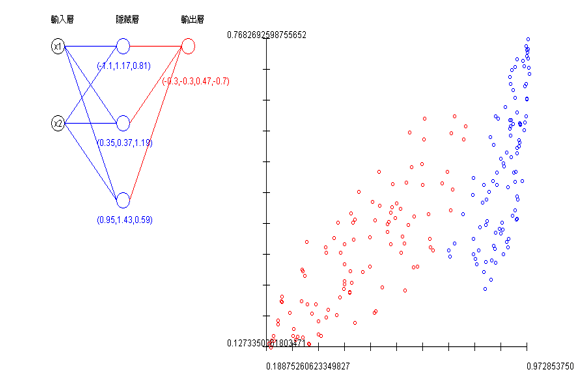 輸入層 隱藏層 輸出層
x1
(-1.1,1.17,0.81)
(-0.3,-0.3,0.47,-0.7)
x2
(0.35,0.37,1.19)
(0.95,1.43,0.59)
0.7682692598755652
0.18875260623349827
0.972853750